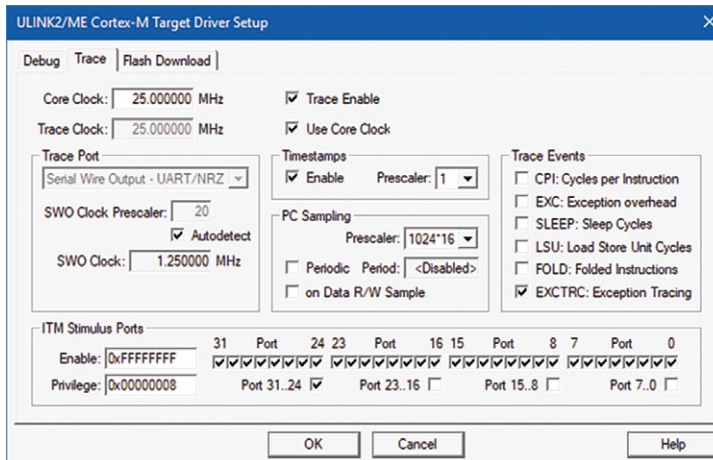 ULINK2/ME Cortex-M Target Driver Setup
Debug Trace Flash Download
Core Clock: 25.000000 MHz Trace Enable
Trace Clock: 25.000000 MHz Use Core Clock
Trace Port
Serial Wire Output - UART/NRZ
SWO Clock Prescaler: 20
Autodetect
SWO Clock: 1.250000 MHz
Timestamps
Enable Prescaler: 1
PC Sampling
Prescaler: 1024*16
Periodic Period: <Disabled>
on Data R/W Sample
Trace Events
CPI: Cycles per Instruction
EXC: Exception overhead
SLEEP: Sleep Cycles
LSU: Load Store Unit Cycles
FOLD: Folded Instructions
EXCTRC: Exception Tracing
ITM Stimulus Ports
31 Port 24 23 Port 16 15 Port 8 7 Port 0
Enable: 0xFFFFFFFF
Privilege: 0x00000008 Port 31..24 Port 23..16 Port 15..8 Port 7..0
OK Cancel Help